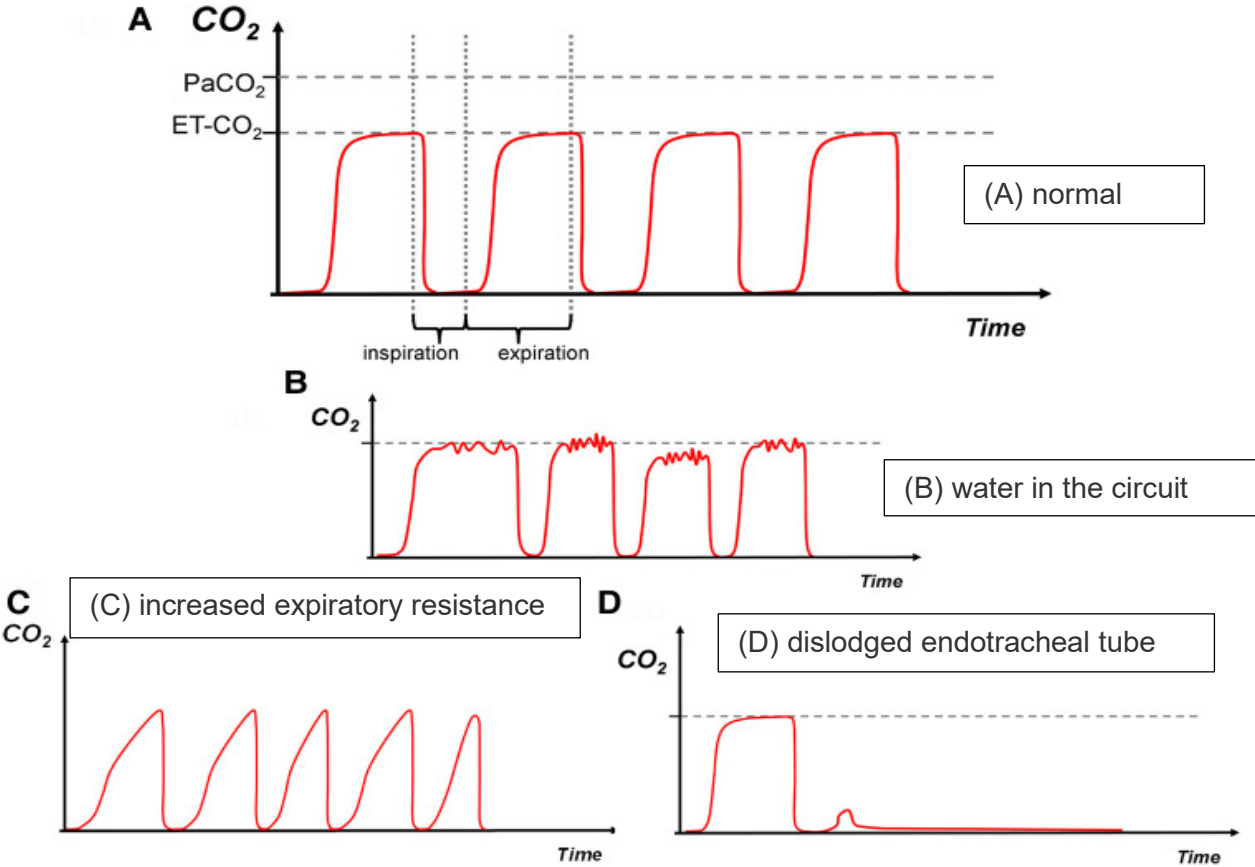 A
CO₂
PaCO₂
ET-CO₂
(A) normal
Time
inspiration expiration
B
CO₂
(B) water in the circuit
Time
C
(C) increased expiratory resistance
CO₂
Time
D
(D) dislodged endotracheal tube
CO₂
Time